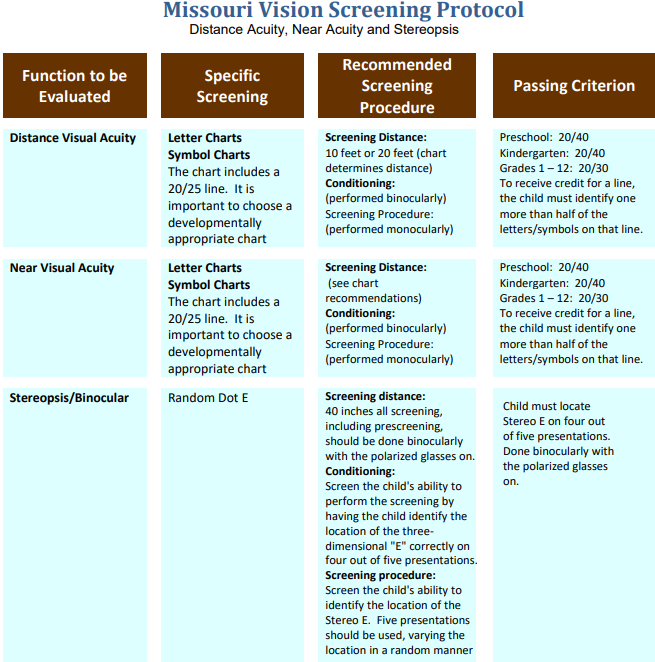 Missouri Vision Screening Protocol
Distance Acuity, Near Acuity and Stereopsis
Function to be
Evaluated
Specific
Screening
Recommended
Screening
Procedure
Passing Criterion
Distance Visual Acuity
Letter Charts
Symbol Charts
The chart includes a
20/25 line. It is
important to choose a
developmentally
appropriate chart
Screening Distance:
10 feet or 20 feet (chart
determines distance)
Conditioning:
(performed binocularly)
Screening Procedure:
(performed monocularly)
Preschool: 20/40
Kindergarten: 20/40
Grades 1 – 12: 20/30
To receive credit for a line,
the child must identify one
more than half of the
letters/symbols on that line.
Near Visual Acuity
Letter Charts
Symbol Charts
The chart includes a
20/25 line. It is
important to choose a
developmentally
appropriate chart
Screening Distance:
(see chart
recommendations)
Conditioning:
(performed binocularly)
Screening Procedure:
(performed monocularly)
Preschool: 20/40
Kindergarten: 20/40
Grades 1 – 12: 20/30
To receive credit for a line,
the child must identify one
more than half of the
letters/symbols on that line.
Stereopsis/Binocular
Random Dot E
Screening distance:
40 inches all screening,
including prescreening,
should be done binocularly
with the polarized glasses on.
Conditioning:
Screen the child's ability to
perform the screening by
having the child identify the
location of the three-
dimensional "E" correctly on
four out of five presentations.
Screening procedure:
Screen the child's ability to
identify the location of the
Stereo E. Five presentations
should be used, varying the
location in a random manner
Child must locate
Stereo E on four out
of five presentations.
Done binocularly with
the polarized glasses
on.